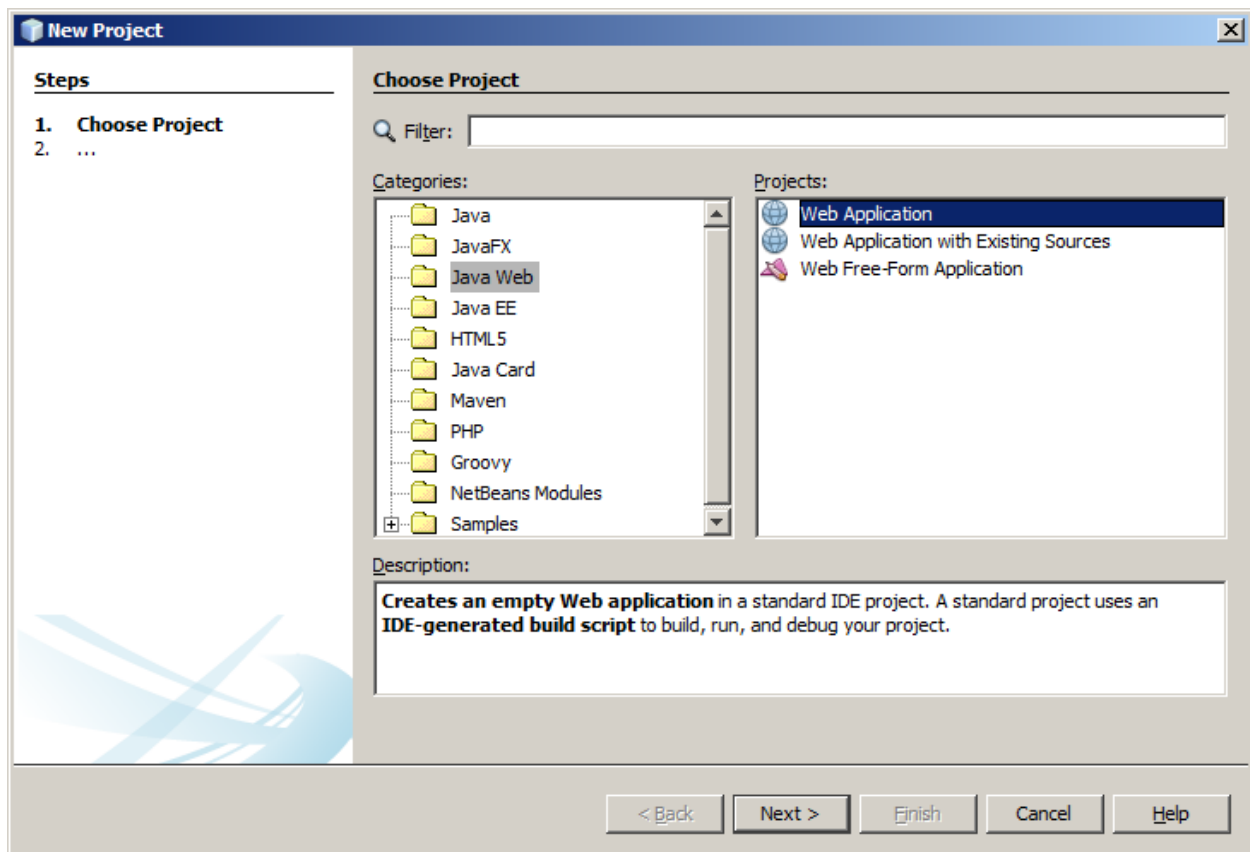 New Project
Steps
1. Choose Project
2. ...
Choose Project
Filter:
Categories:
Java
JavaFX
Java Web
Java EE
HTML5
Java Card
Maven
PHP
Groovy
NetBeans Modules
Samples
Projects:
Web Application
Web Application with Existing Sources
Web Free-Form Application
Description:
Creates an empty Web application in a standard IDE project. A standard project uses an
IDE-generated build script to build, run, and debug your project.
< Back Next > Finish Cancel Help